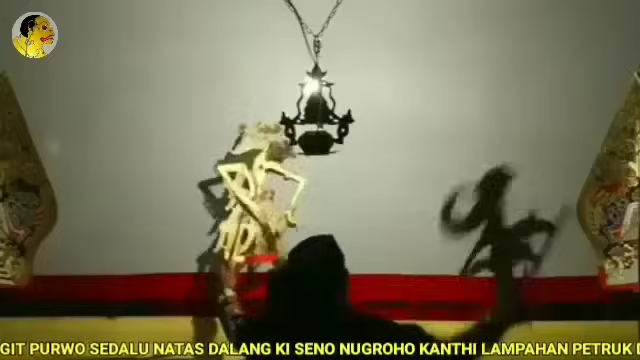 GIT PURWO SEDALU NATAS DALANG KI SENO NUGROHO KANTHI LAMPAHAN PETRUK